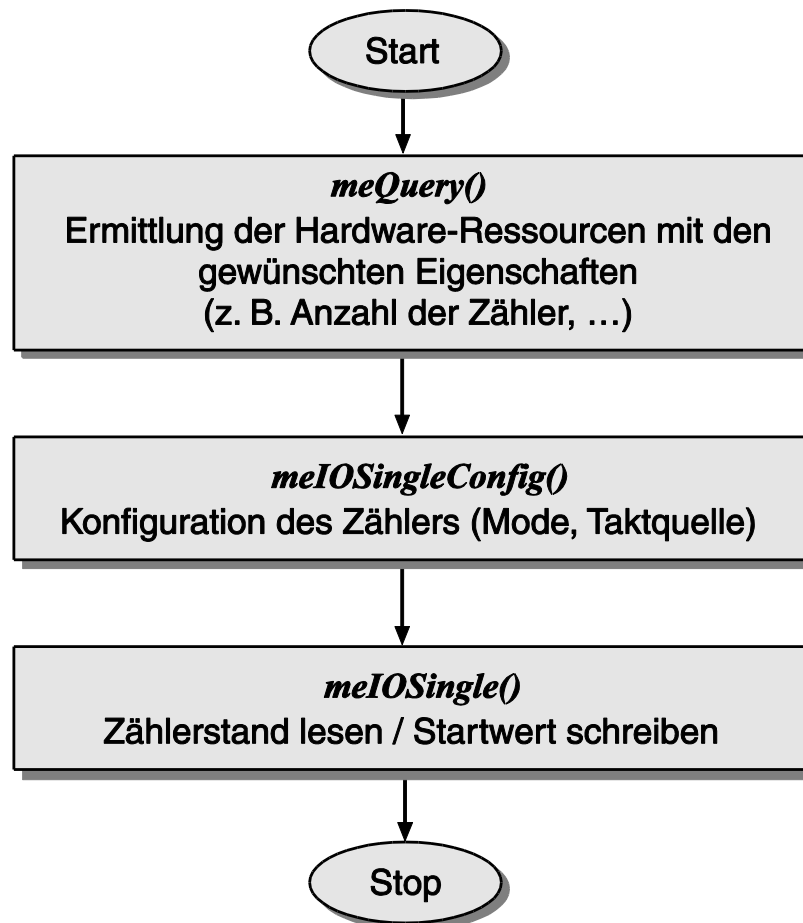 Start
meQuery()
Ermittlung der Hardware-Ressourcen mit den
gewünschten Eigenschaften
(z. B. Anzahl der Zähler, …)
meIOSingleConfig()
Konfiguration des Zählers (Mode, Taktquelle)
meIOSingle()
Zählerstand lesen / Startwert schreiben
Stop